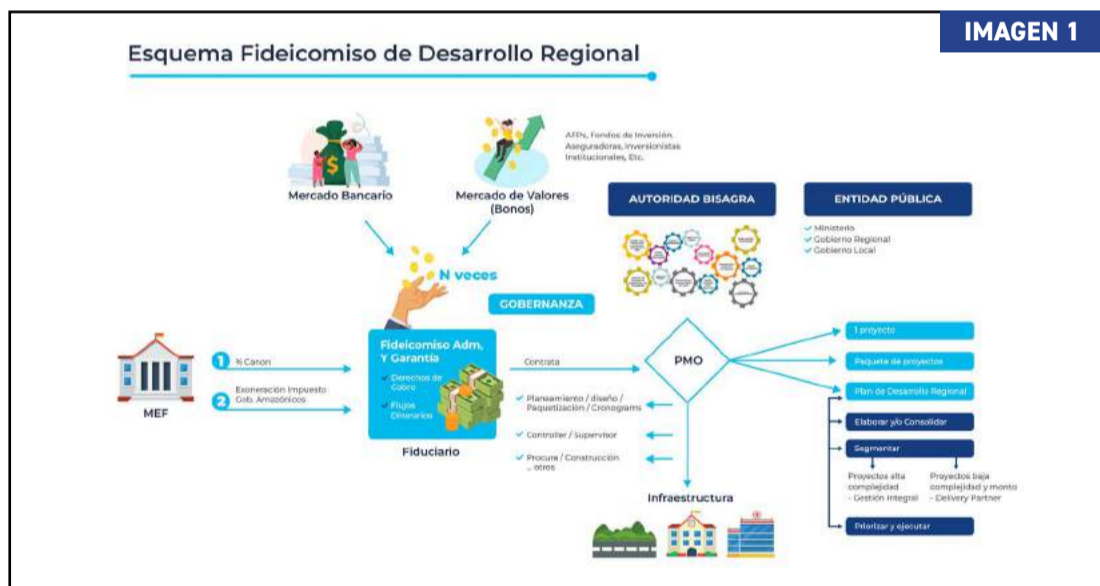 IMAGEN 1
Esquema Fideicomiso de Desarrollo Regional
Mercado Bancario
Mercado de Valores
(Bonos)
AFPs, Fondos de Inversión,
Aseguradoras, Inversionistas
Institucionales, Etc.
AUTORIDAD BISAGRA
ENTIDAD PÚBLICA
Ministerio
Gobierno Regional
Gobierno Local
N veces
GOBERNANZA
MEF
1
% Canon
2
Exoneración Impuesto
Gob. Amazónicos
Fideicomiso Adm,
Y Garantía
Derechos de
Cobro
Flujos
Dinerarios
Fiduciario
Contrata
PMO
Planeamiento / diseño /
Paquetización / Cronograms
Controller / Supervisor
Procura / Construcción
... otros
Infraestructura
1 proyecto
Paquete de proyectos
Plan de Desarrollo Regional
Elaborar y/o Consolidar
Segmentar
Proyectos alta
complejidad
- Gestión Integral
Proyectos baja
complejidad y monto
- Delivery Partner
Priorizar y ejecutar